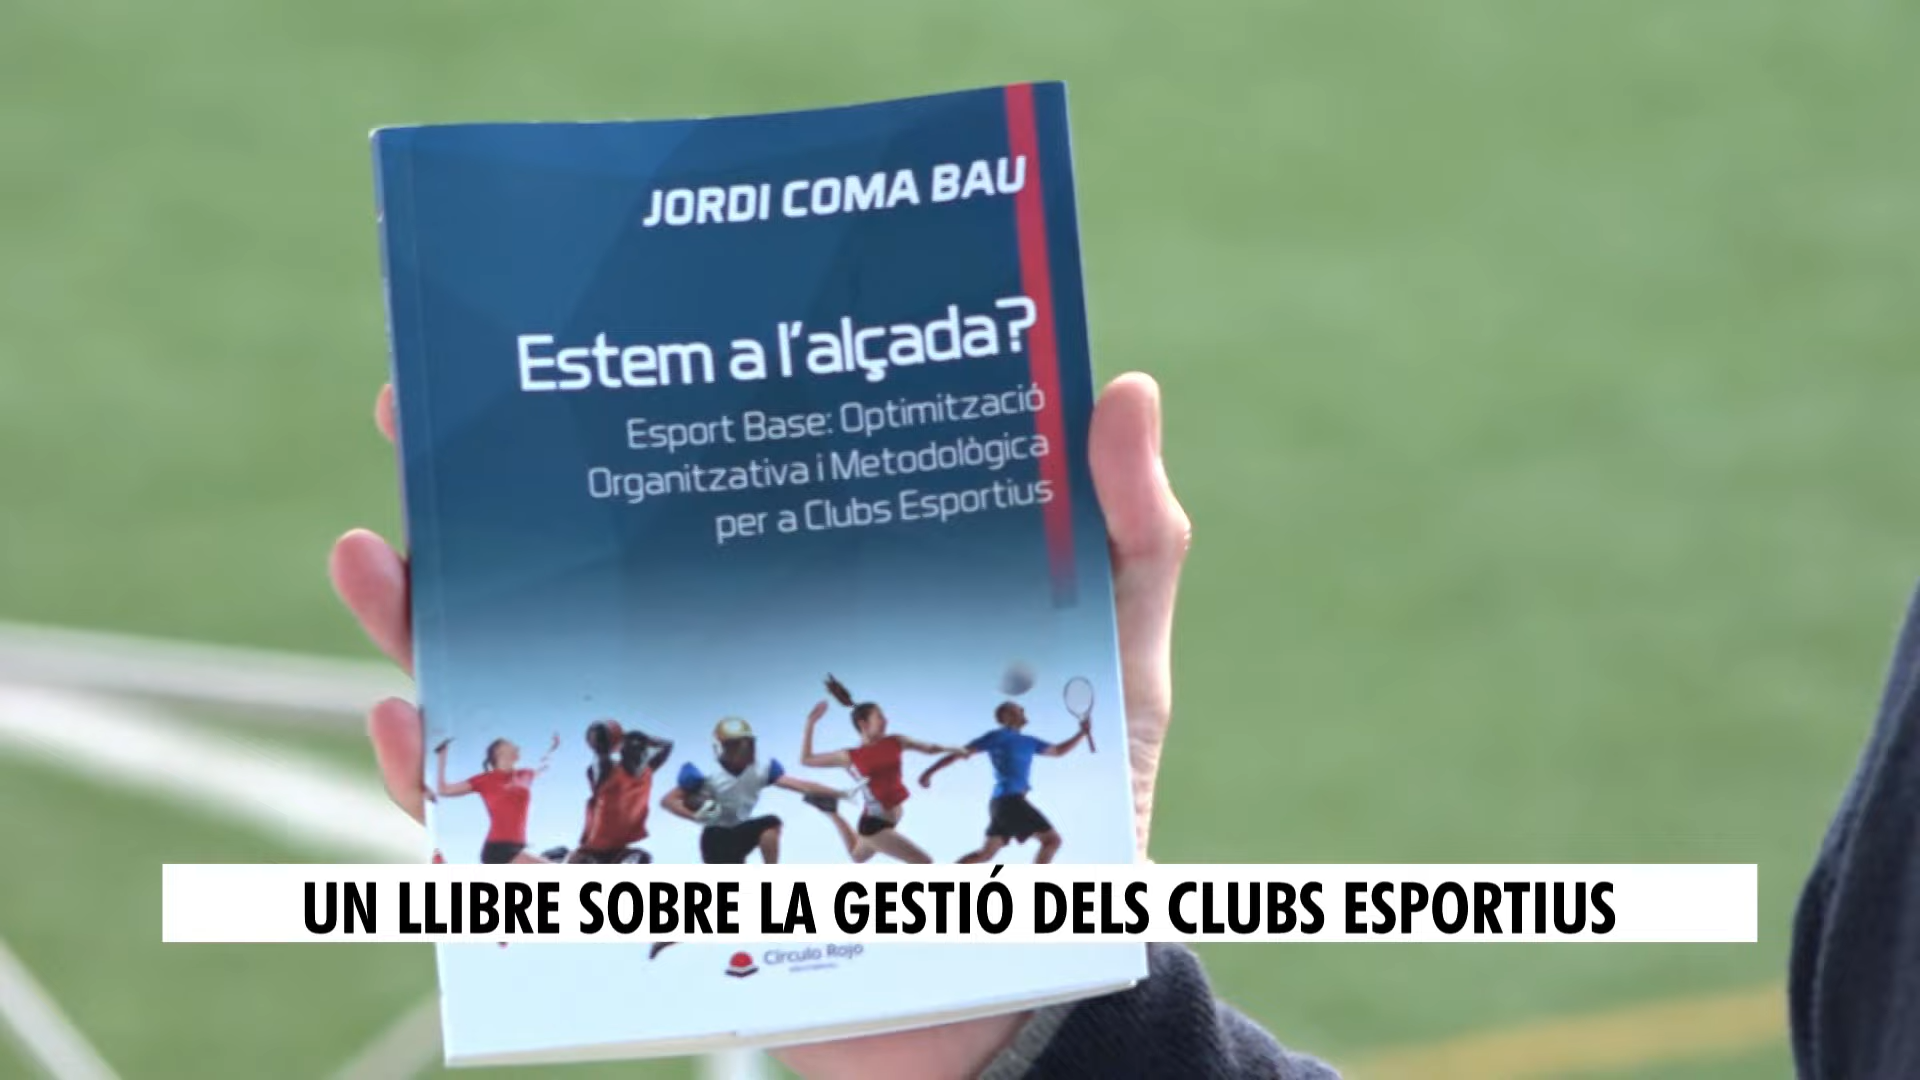 JORDI COMA BAU
Estem a l'alçada?
Esport Base: Optimització
Organitzativa i Metodològica
per a Clubs Esportius
UN LLIBRE SOBRE LA GESTIÓ DELS CLUBS ESPORTIUS
Círculo Rojo